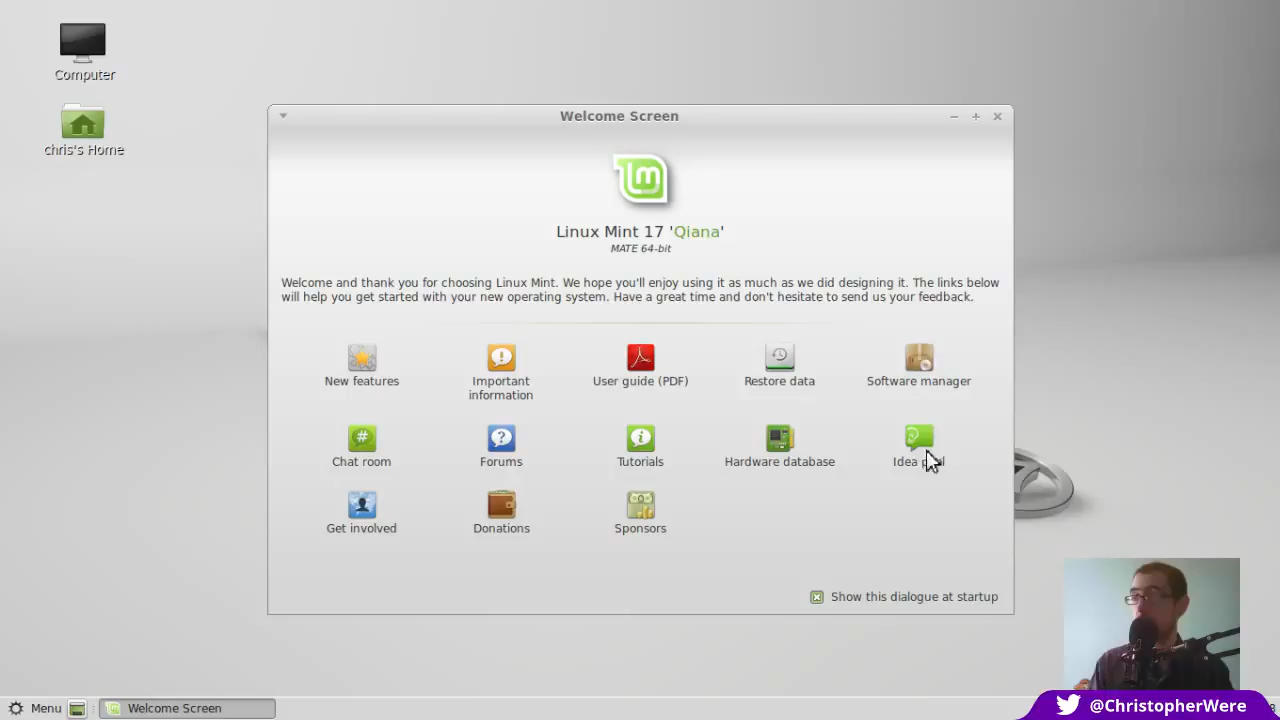 Computer
chris's Home
Welcome Screen
Linux Mint 17 'Qiana'
MATE 64-bit
Welcome and thank you for choosing Linux Mint. We hope you'll enjoy using it as much as we did designing it. The links below
will help you get started with your new operating system. Have a great time and don't hesitate to send us your feedback.
New features
Important
information
User guide (PDF)
Restore data
Software manager
Chat room
Forums
Tutorials
Hardware database
Idea
Get involved
Donations
Sponsors
Show this dialogue at startup
Menu
Welcome Screen
@ChristopherWere